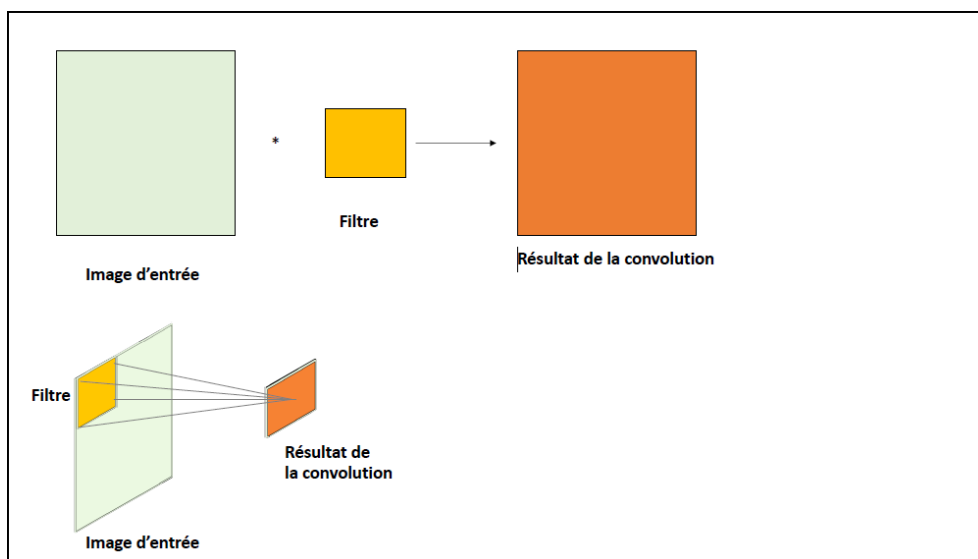 *
Filtre
Image d'entrée
Résultat de la convolution
Filtre
Résultat de
la convolution
Image d'entrée